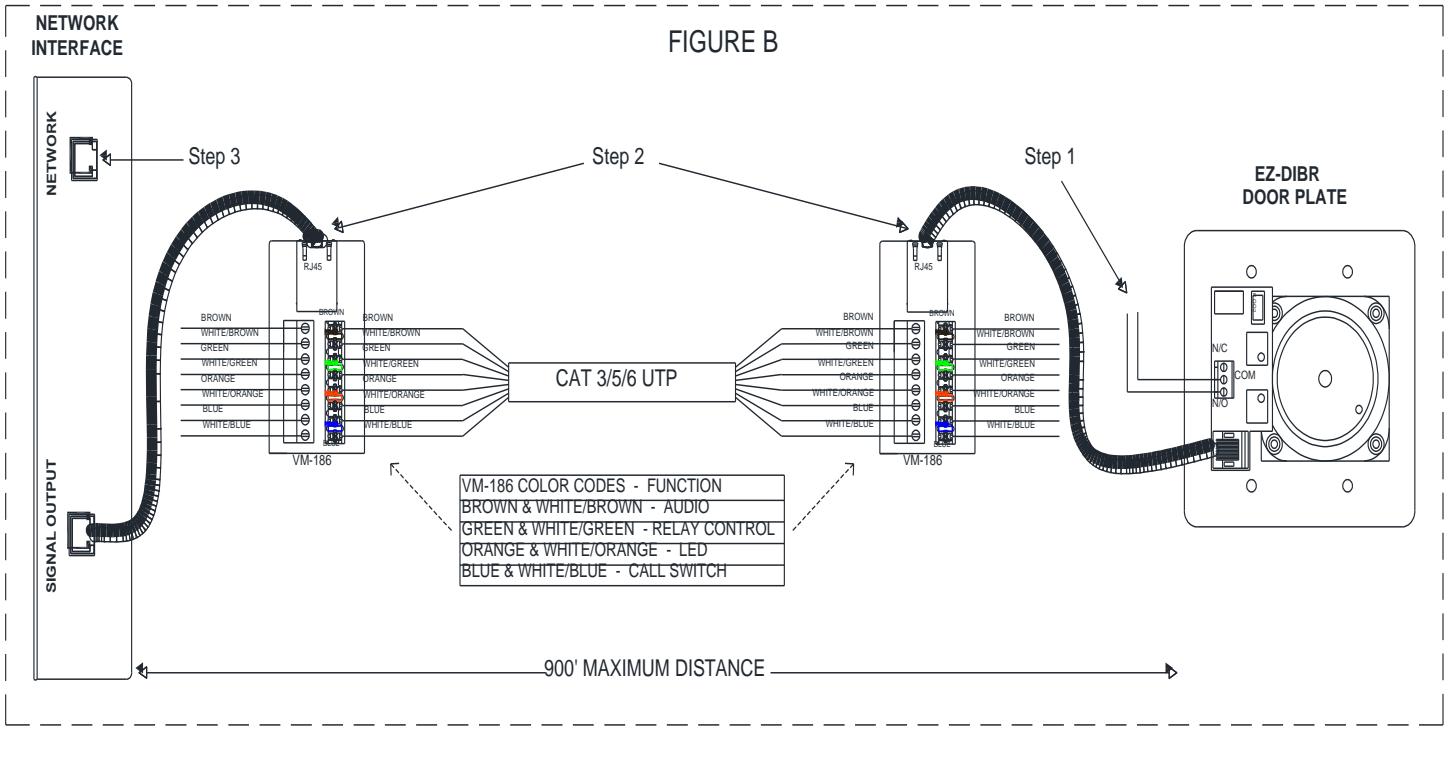 NETWORK
INTERFACE
FIGURE B
NETWORK
Step 3
Step 2
Step 1
EZ-DIBR
DOOR PLATE
RJ45
RJ45
BROWN
BROWN
BROWN
WHITE/BROWN
WHITE/BROWN
GREEN
GREEN
WHITE/GREEN
WHITE/GREEN
ORANGE
ORANGE
WHITE/ORANGE
WHITE/ORANGE
BLUE
BLUE
WHITE/BLUE
WHITE/BLUE
BLUE
VM-186
CAT 3/5/6 UTP
BROWN
BROWN
BROWN
WHITE/BROWN
WHITE/BROWN
GREEN
GREEN
WHITE/GREEN
WHITE/GREEN
ORANGE
ORANGE
WHITE/ORANGE
WHITE/ORANGE
BLUE
BLUE
WHITE/BLUE
WHITE/BLUE
BLUE
VM-186
N/C
COM
N/O
SIGNAL OUTPUT
VM-186 COLOR CODES - FUNCTION
BROWN & WHITE/BROWN - AUDIO
GREEN & WHITE/GREEN - RELAY CONTROL
ORANGE & WHITE/ORANGE - LED
BLUE & WHITE/BLUE - CALL SWITCH
900' MAXIMUM DISTANCE